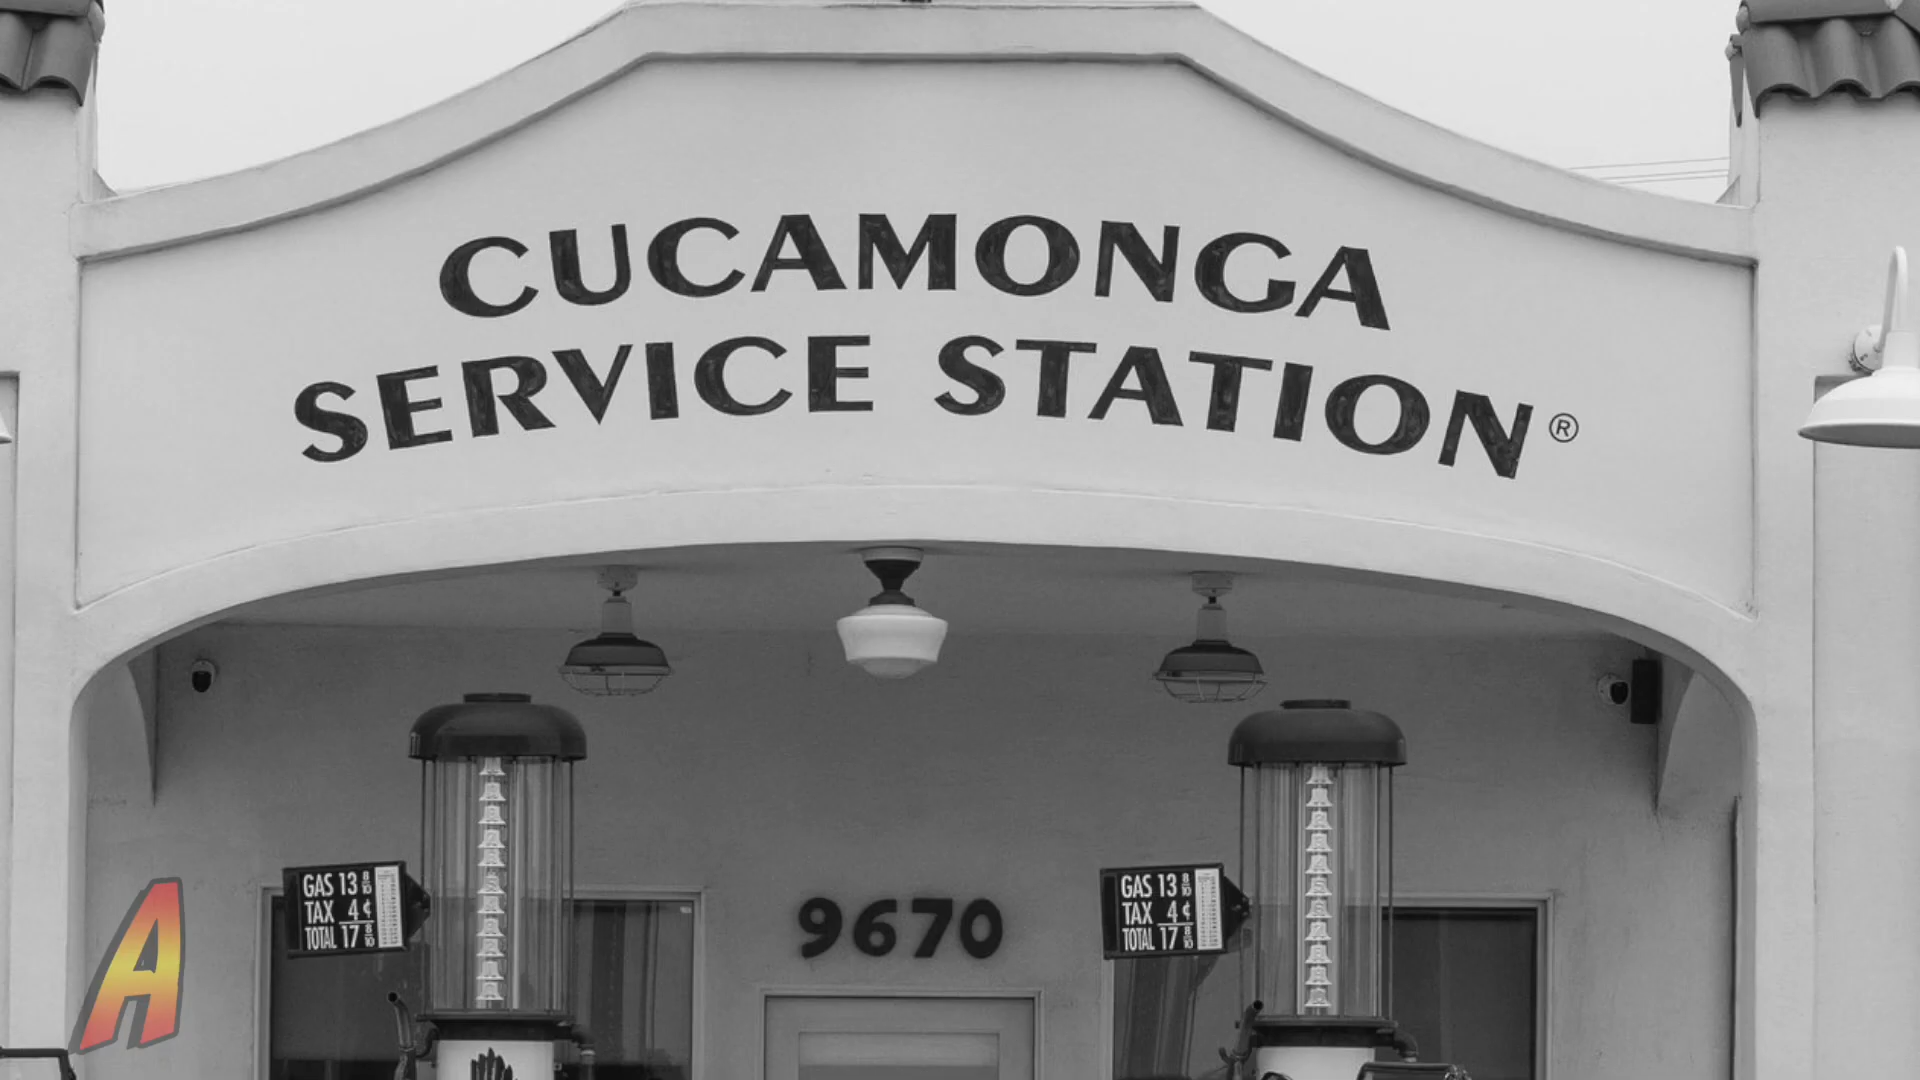 CUCAMONGA
SERVICE STATION®
GAS 13 8/10
TAX 4¢
TOTAL 17 8/10
9670
GAS 13 8/10
TAX 4¢
TOTAL 17 8/10
A